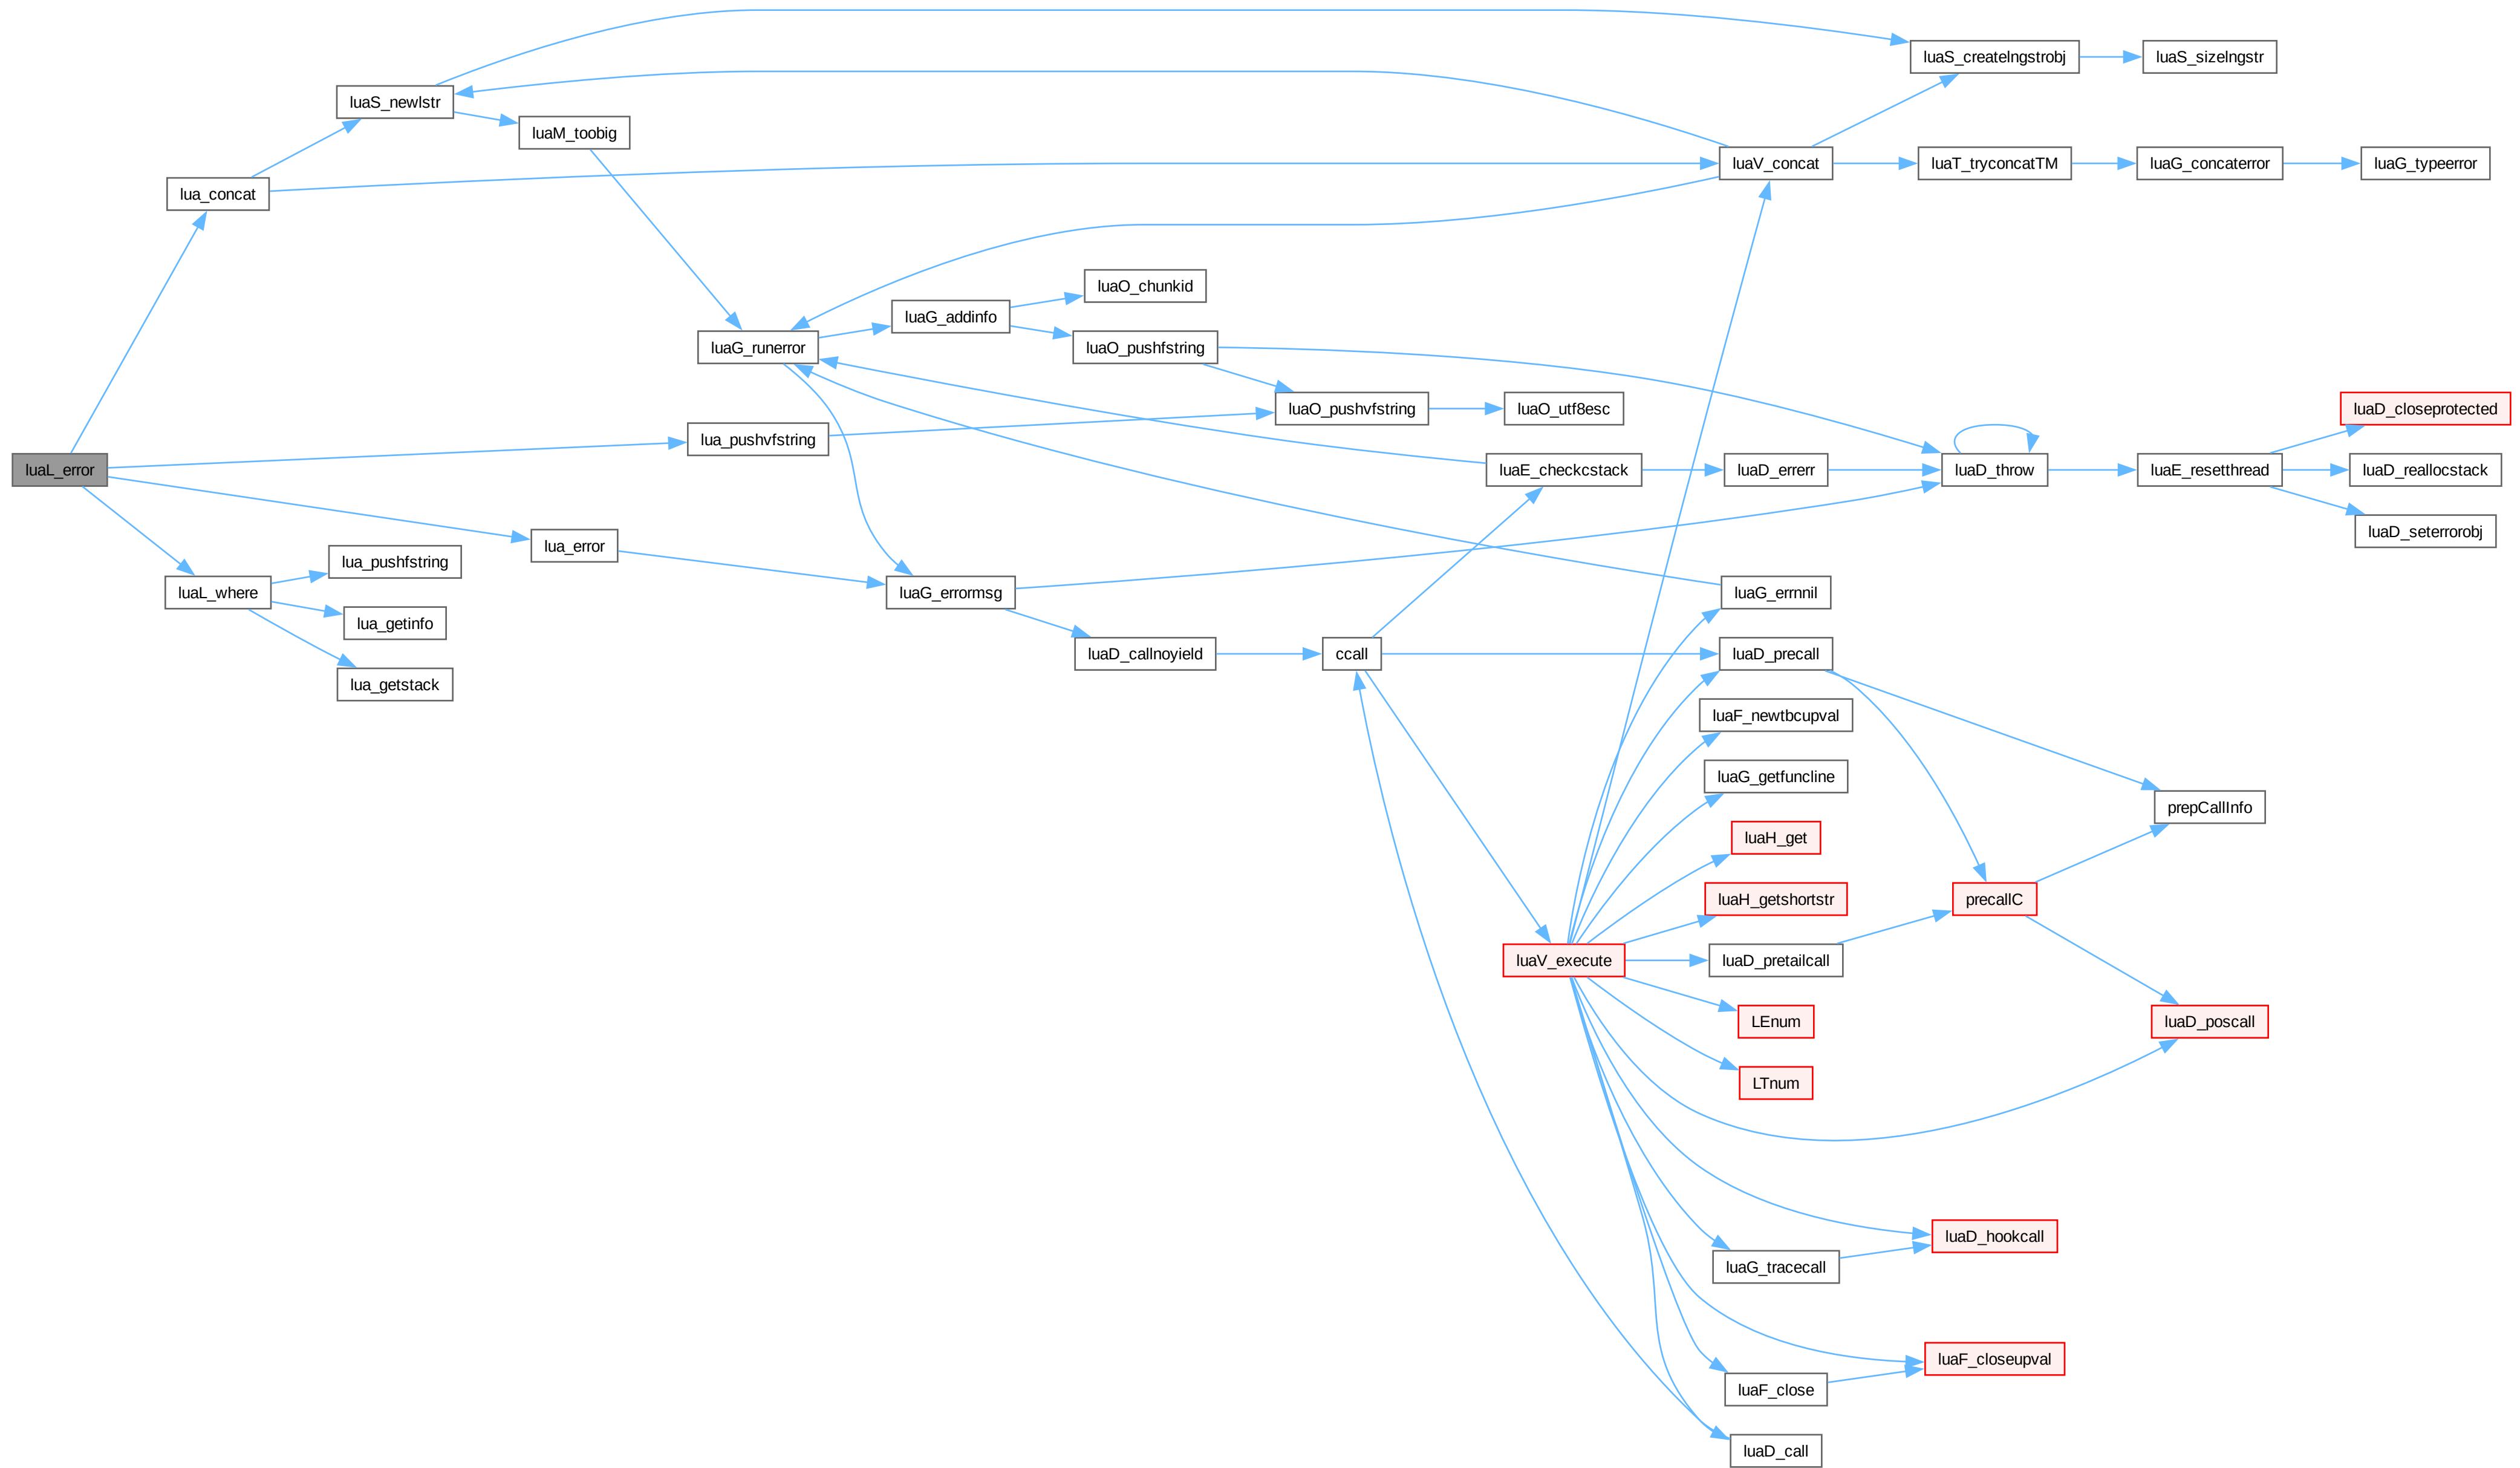 luaS_createlngstrobj
luaS_sizelngstr
luaS_newlstr
luaM_toobig
luaV_concat
luaT_tryconcatTM
luaG_concaterror
luaG_typeerror
lua_concat
luaO_chunkid
luaG_addinfo
luaG_runerror
luaO_pushfstring
luaO_pushvfstring
luaO_utf8esc
luaD_closeprotected
lua_pushvfstring
luaL_error
luaE_checkcstack
luaD_errerr
luaD_throw
luaE_resetthread
luaD_reallocstack
luaD_seterrorobj
lua_error
lua_pushfstring
luaL_where
luaG_errormsg
luaG_errnnil
lua_getinfo
luaD_callnoyield
ccall
luaD_precall
lua_getstack
luaF_newtbcupval
luaG_getfuncline
prepCallInfo
luaH_get
luaH_getshortstr
precallC
luaV_execute
luaD_pretailcall
LEnum
luaD_poscall
LTnum
luaD_hookcall
luaG_tracecall
luaF_closeupval
luaF_close
luaD_call